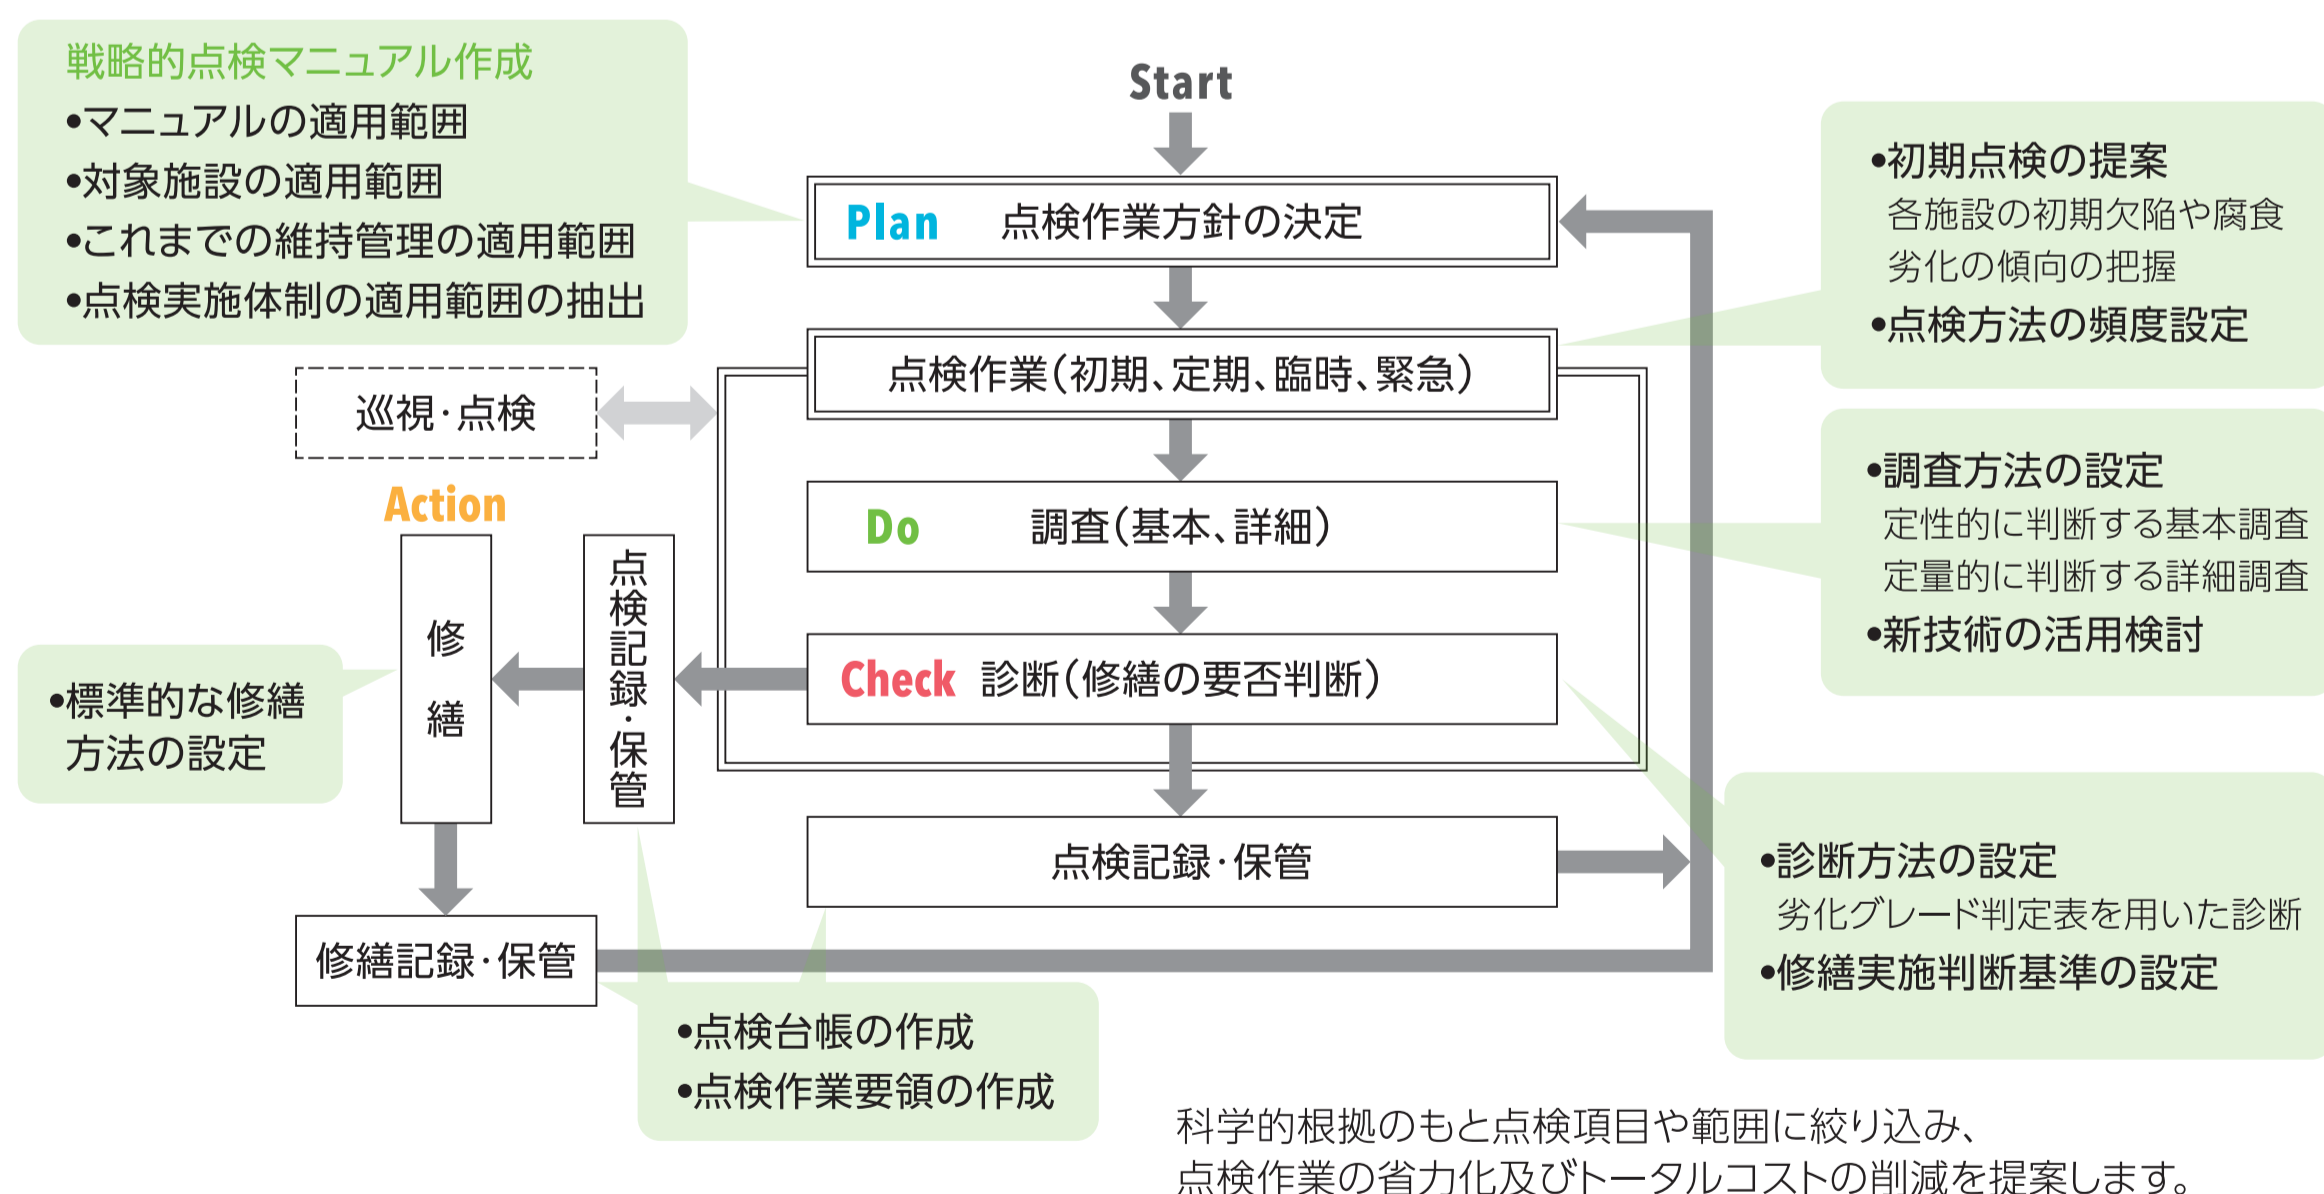 戦略的点検マニュアル作成
•マニュアルの適用範囲
•対象施設の適用範囲
•これまでの維持管理の適用範囲
•点検実施体制の適用範囲の抽出
Start
Plan 点検作業方針の決定
•初期点検の提案
各施設の初期欠陥や腐食
劣化の傾向の把握
•点検方法の頻度設定
点検作業(初期、定期、臨時、緊急)
巡視・点検
Do 調査(基本、詳細)
•調査方法の設定
定性的に判断する基本調査
定量的に判断する詳細調査
•新技術の活用検討
Action
修繕
点検記録・保管
Check 診断(修繕の要否判断)
•標準的な修繕
方法の設定
点検記録・保管
•診断方法の設定
劣化グレード判定表を用いた診断
•修繕実施判断基準の設定
修繕記録・保管
•点検台帳の作成
•点検作業要領の作成
科学的根拠のもと点検項目や範囲に絞り込み、
点検作業の省力化及びトータルコストの削減を提案します。